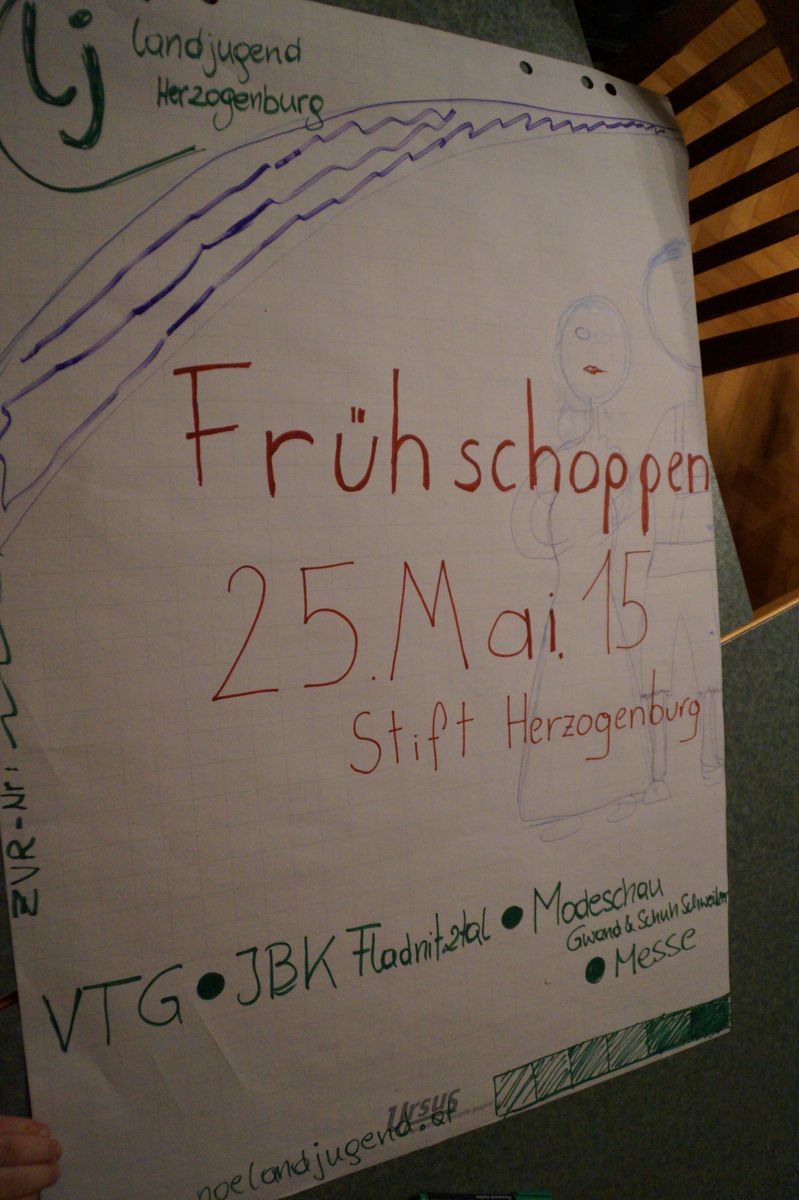 lj
Landjugend
Herzogenburg
Frühschoppen
25. Mai. 15
Stift Herzogenburg
ZVR-Nr:
VTG • JBK Fladnitztal • Modeschau
Gwand & Schuh
• Messe
Ursus
noelandjugend.at